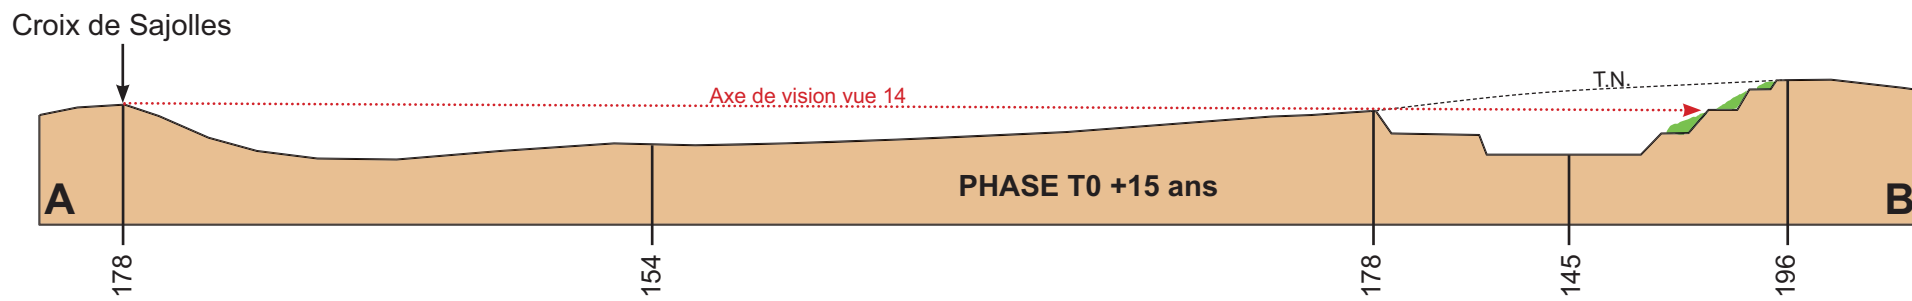 Croix de Sajolles
T.N.
Axe de vision vue 14
PHASE T0 +15 ans
A
B
178
154
178
145
196